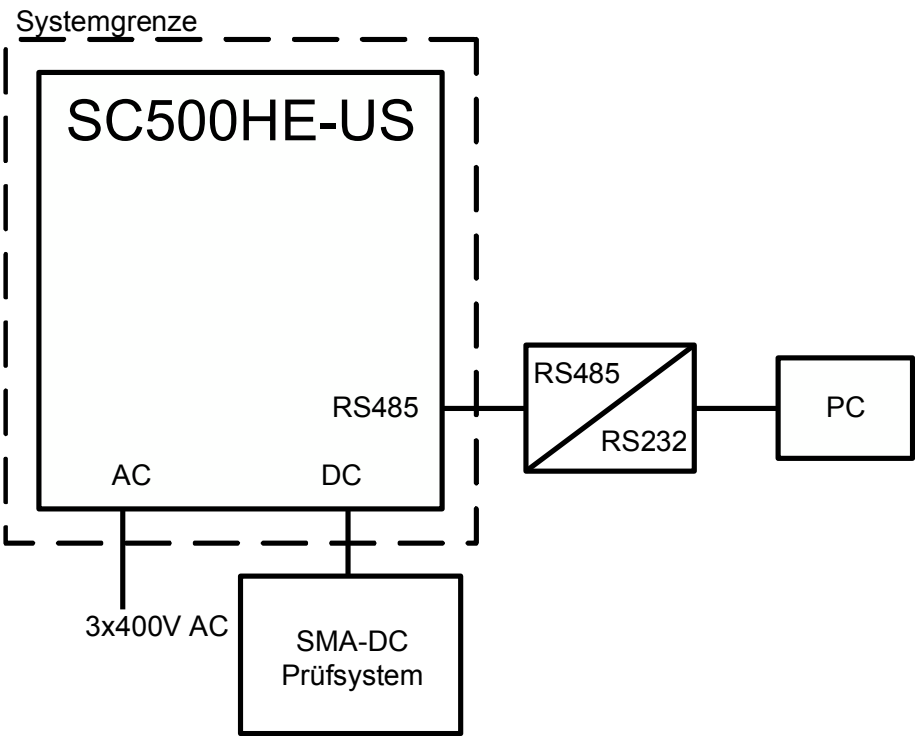 Systemgrenze
SC500HE-US
RS485
AC
DC
RS485
RS232
PC
3x400V AC
SMA-DC
Prüfsystem